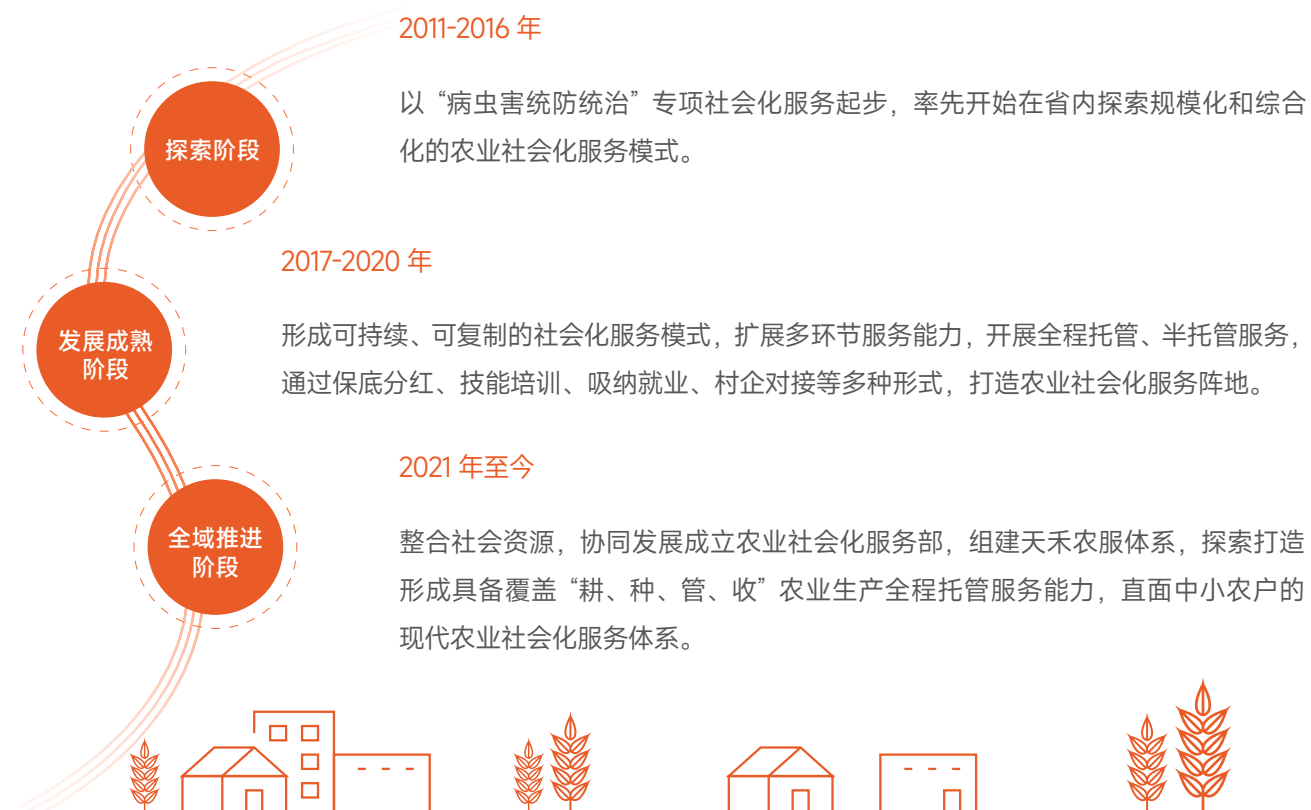 2011-2016 年
以“病虫害统防统治”专项社会化服务起步，率先开始在省内探索规模化和综合
化的农业社会化服务模式。
探索阶段
2017-2020 年
形成可持续、可复制的社会化服务模式，扩展多环节服务能力，开展全程托管、半托管服务，
通过保底分红、技能培训、吸纳就业、村企对接等多种形式，打造农业社会化服务阵地。
发展成熟
阶段
2021 年至今
整合社会资源，协同发展成立农业社会化服务部，组建天禾农服体系，探索打造
形成具备覆盖“耕、种、管、收”农业生产全程托管服务能力，直面中小农户的
现代农业社会化服务体系。
全域推进
阶段